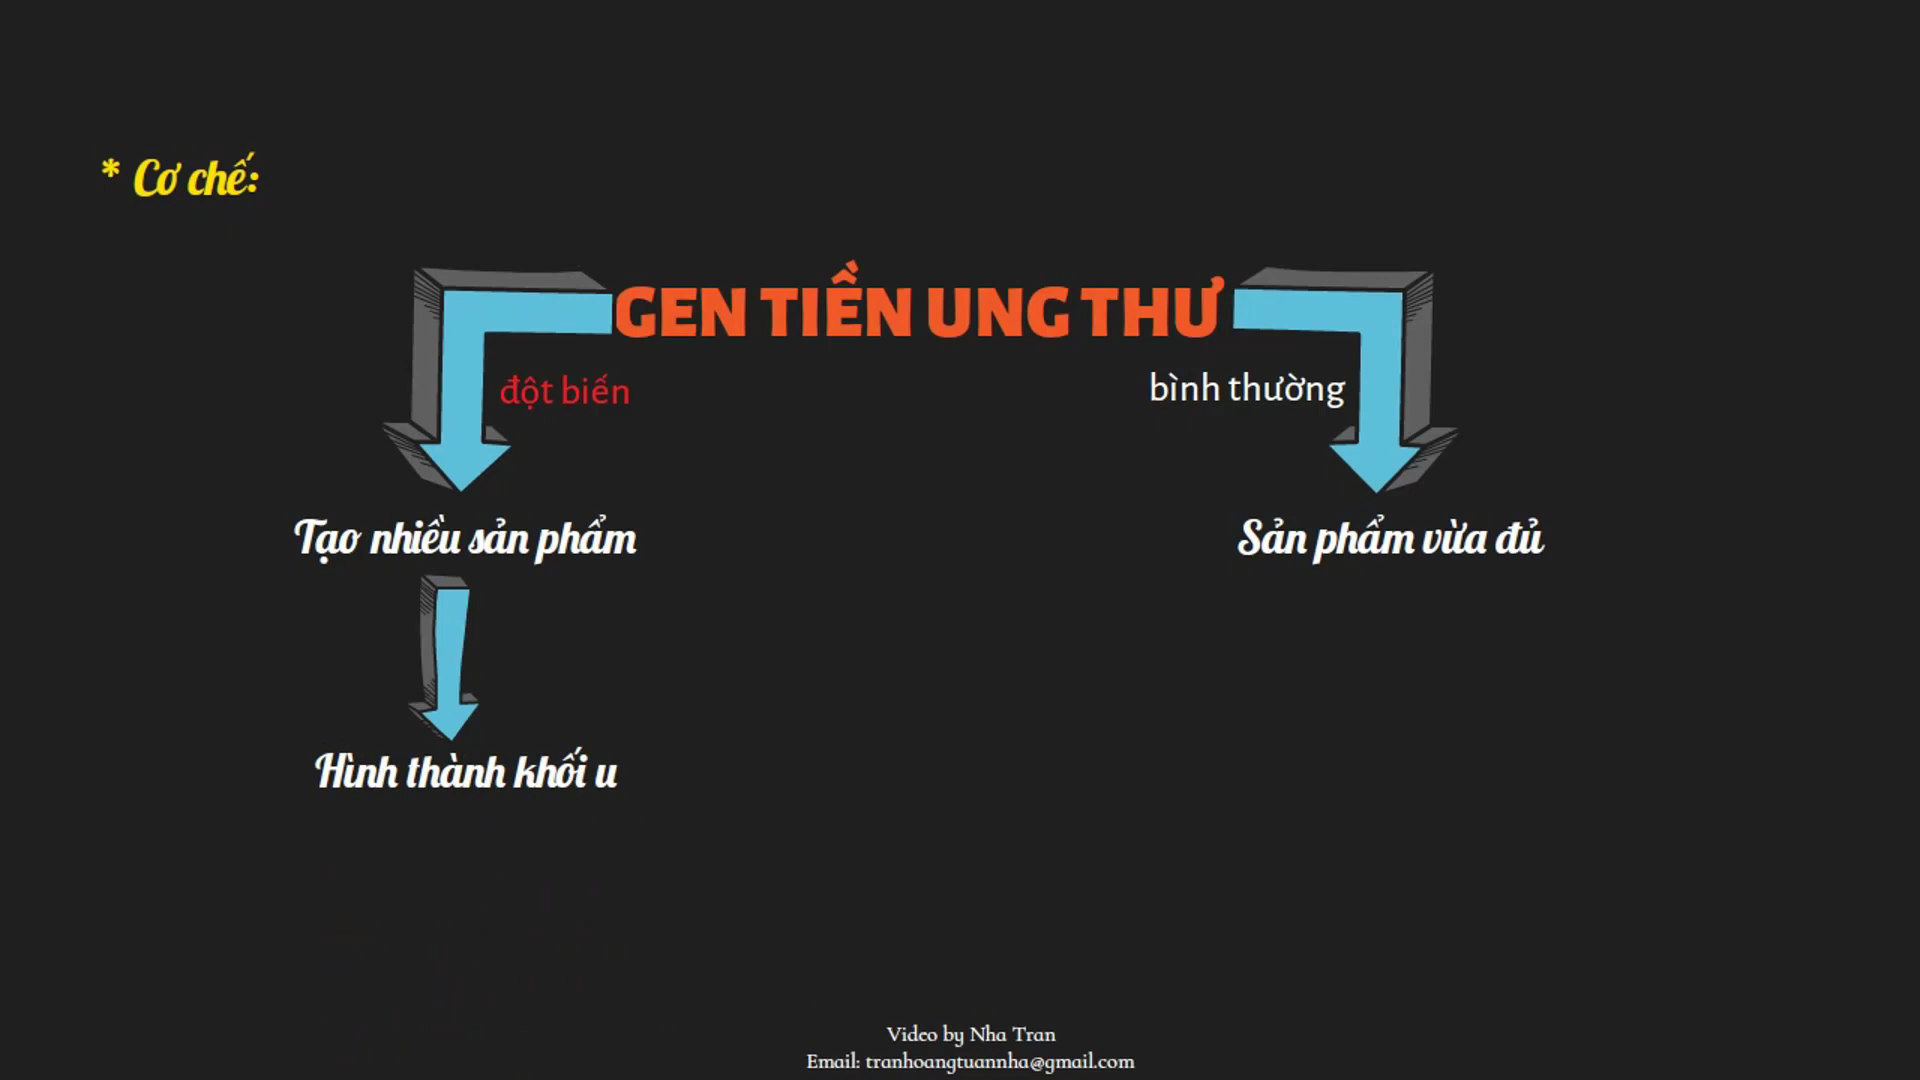 * Cơ chế:
GEN TIỀN UNG THƯ
đột biến
bình thường
Tạo nhiều sản phẩm
Sản phẩm vừa đủ
Hình thành khối u
Video by Nha Tran
Email: tranhoangtuannha@gmail.com